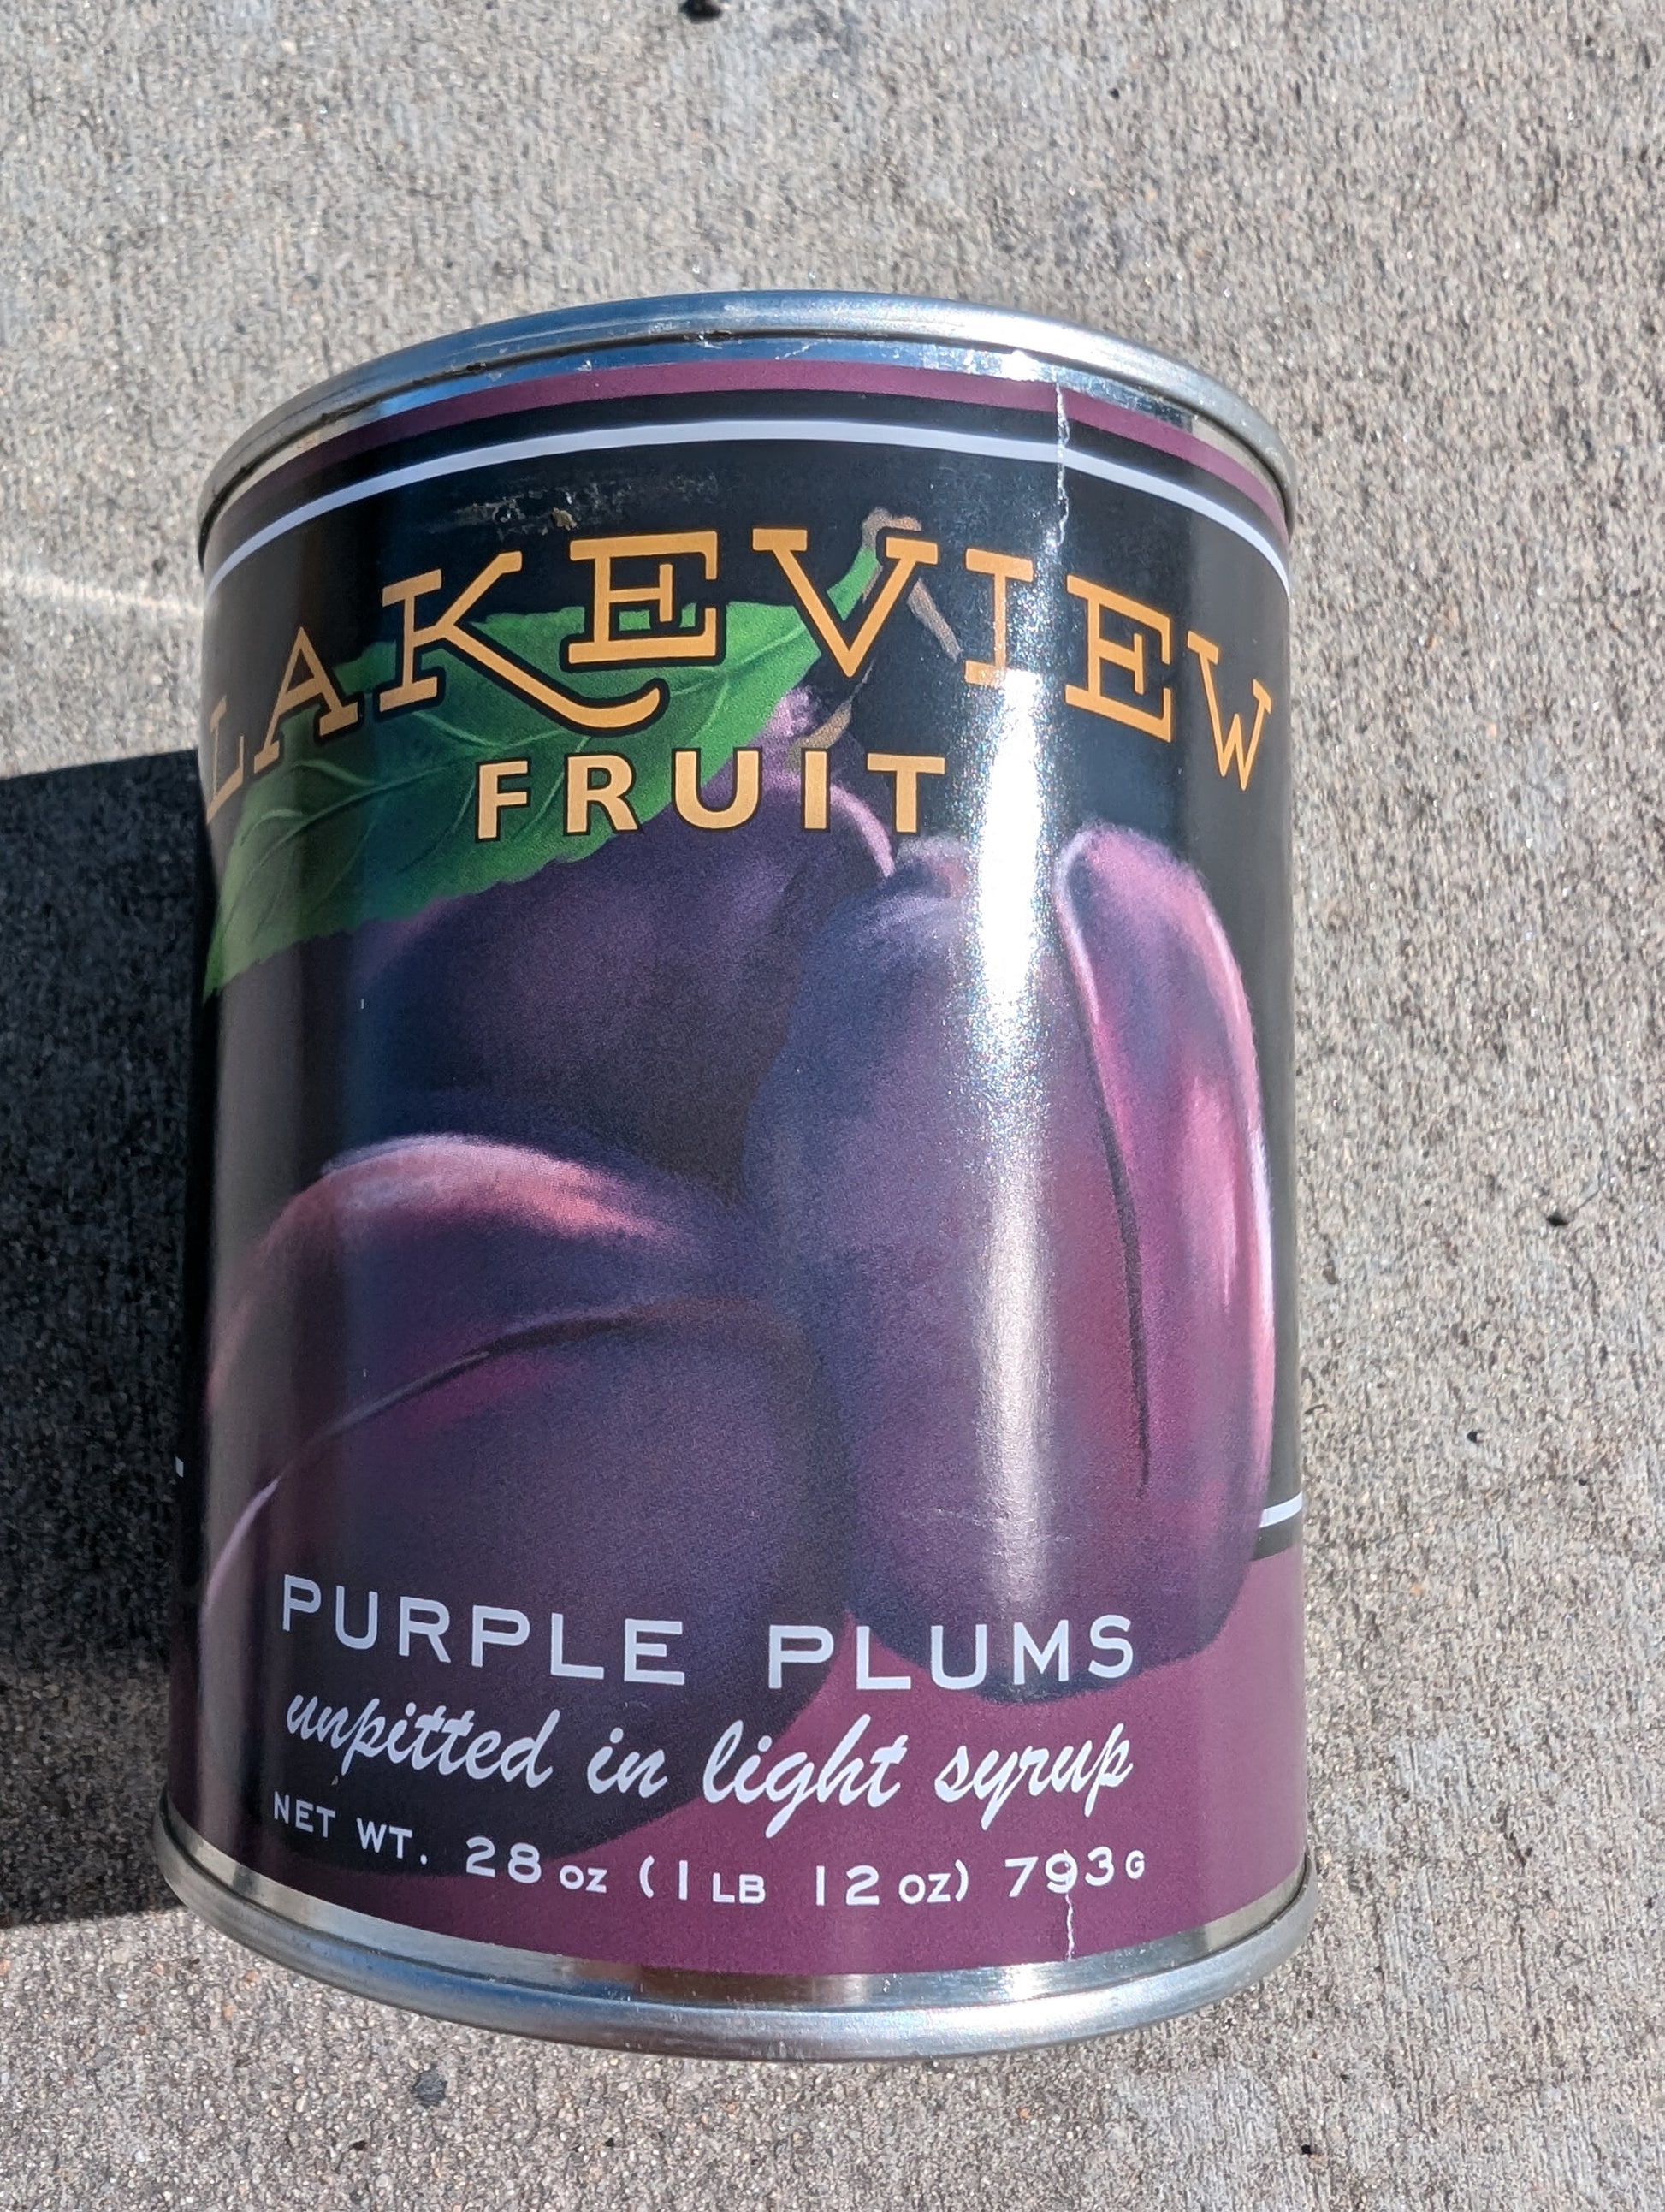 LAKEVIEW
FRUIT
PURPLE PLUMS
unpitted in light syrup
NET WT. 28 oz (1 LB 12 oz) 793G